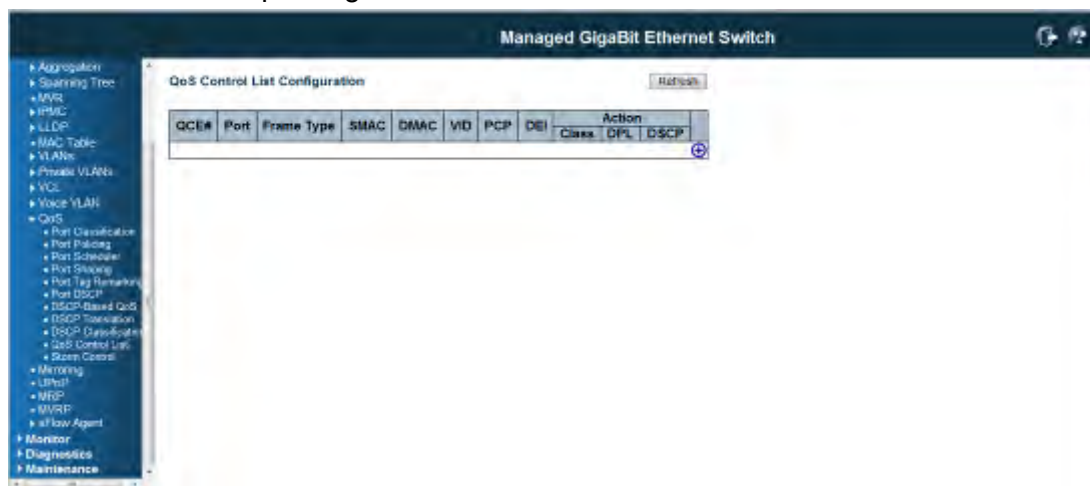 Managed GigaBit Ethernet Switch
Aggregation
Spanning Tree
MVR
IPMC
LLDP
MAC Table
VLANs
Private VLANs
VCL
Voice VLAN
QoS
Port Classification
Port Policing
Port Scheduler
Port Shaping
Port Tag Remarking
Port DSCP
DSCP-Based QoS
DSCP Translation
DSCP Classification
QoS Control List
Storm Control
Mirroring
UPnP
MRP
MVRP
sFlow Agent
Monitor
Diagnostics
Maintenance
QoS Control List Configuration
Refresh
QCE# Port Frame Type SMAC DMAC VID PCP DEI Action
Class DPL DSCP